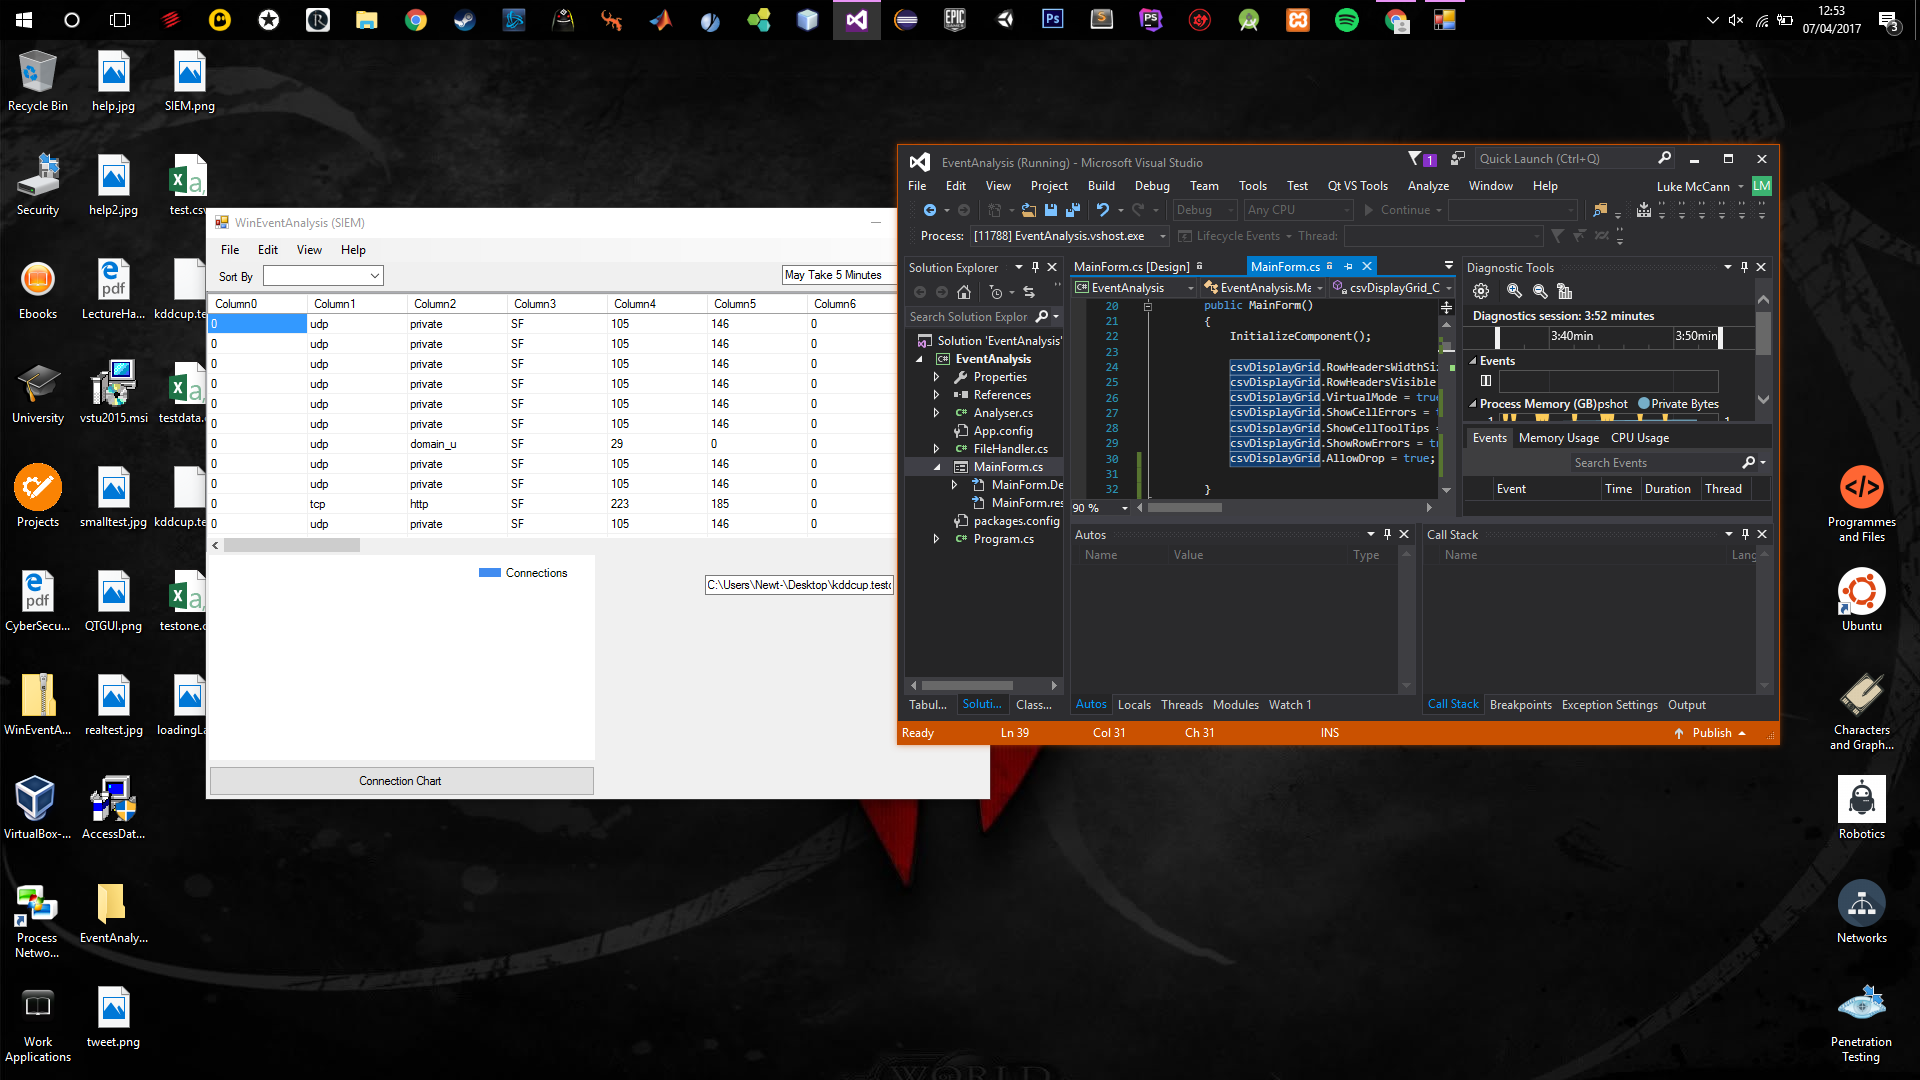 12:53
07/04/2017
3
Recycle Bin
help.jpg
SIEM.png
Security
help2.jpg
test.csv
Ebooks
LectureHa...
kddcup.te
University
vstu2015.msi
testdata.c
Projects
smalltest.jpg
kddcup.te
CyberSecu...
QTGUI.png
testone.c
WinEventA...
realtest.jpg
loadingLa
VirtualBox-...
AccessDat...
Process
Netwo...
EventAnaly...
Work
Applications
tweet.png
WinEventAnalysis (SIEM)
File Edit View Help
Sort By
May Take 5 Minutes
Column0 Column1 Column2 Column3 Column4 Column5 Column6
0 udp private SF 105 146 0
0 udp private SF 105 146 0
0 udp private SF 105 146 0
0 udp private SF 105 146 0
0 udp private SF 105 146 0
0 udp private SF 105 146 0
0 udp domain_u SF 29 0 0
0 udp private SF 105 146 0
0 udp private SF 105 146 0
0 tcp http SF 223 185 0
0 udp private SF 105 146 0
Connections
C:\Users\Newt-\Desktop\kddcup.testc
Connection Chart
EventAnalysis (Running) - Microsoft Visual Studio
1
Quick Launch (Ctrl+Q)
File Edit View Project Build Debug Team Tools Test Qt VS Tools Analyze Window Help
Luke McCann LM
Debug Any CPU Continue
Process: [11788] EventAnalysis.vshost.exe Lifecycle Events Thread:
Solution Explorer
Search Solution Explor
Solution 'EventAnalysis'
EventAnalysis
Properties
References
Analyser.cs
App.config
FileHandler.cs
MainForm.cs
MainForm.De
MainForm.res
packages.config
Program.cs
Tabul... Soluti... Class...
MainForm.cs [Design] MainForm.cs
EventAnalysis EventAnalysis.Ma csvDisplayGrid_C
20 public MainForm()
21 {
22 InitializeComponent();
23
24 csvDisplayGrid.RowHeadersWidthSiz
25 csvDisplayGrid.RowHeadersVisible
26 csvDisplayGrid.VirtualMode = true
27 csvDisplayGrid.ShowCellErrors = t
28 csvDisplayGrid.ShowCellToolTips =
29 csvDisplayGrid.ShowRowErrors = tr
30 csvDisplayGrid.AllowDrop = true;
31
32 }
90 %
Diagnostic Tools
Diagnostics session: 3:52 minutes
3:40min 3:50min
Events
Process Memory (GB)pshot Private Bytes
1 1
Events Memory Usage CPU Usage
Search Events
Event Time Duration Thread
Autos
Name Value Type
Autos Locals Threads Modules Watch 1
Call Stack
Name Lang
Call Stack Breakpoints Exception Settings Output
Ready Ln 39 Col 31 Ch 31 INS Publish
Programmes
and Files
Ubuntu
Characters
and Graph...
Robotics
Networks
Penetration
Testing